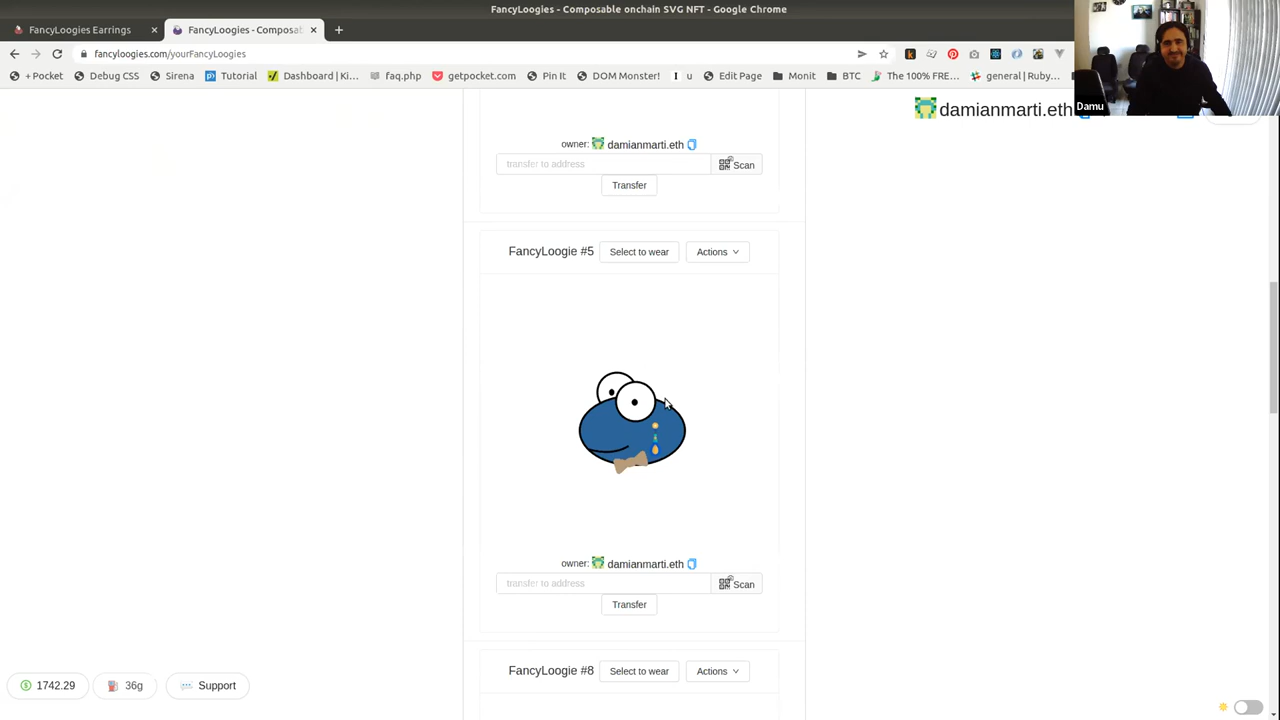 FancyLoogies - Composable onchain SVG NFT - Google Chrome
FancyLoogies Earrings
FancyLoogies - Composa
fancyloogies.com/yourFancyLoogies
+ Pocket
Debug CSS
Sirena
Tutorial
Dashboard | Ki...
faq.php
getpocket.com
Pin It
DOM Monster!
u
Edit Page
Monit
BTC
The 100% FRE...
general | Ruby...
Damu
damianmarti.eth
owner: damianmarti.eth
transfer to address
Scan
Transfer
FancyLoogie #5
Select to wear
Actions
owner: damianmarti.eth
transfer to address
Scan
Transfer
FancyLoogie #8
Select to wear
Actions
1742.29
36g
Support